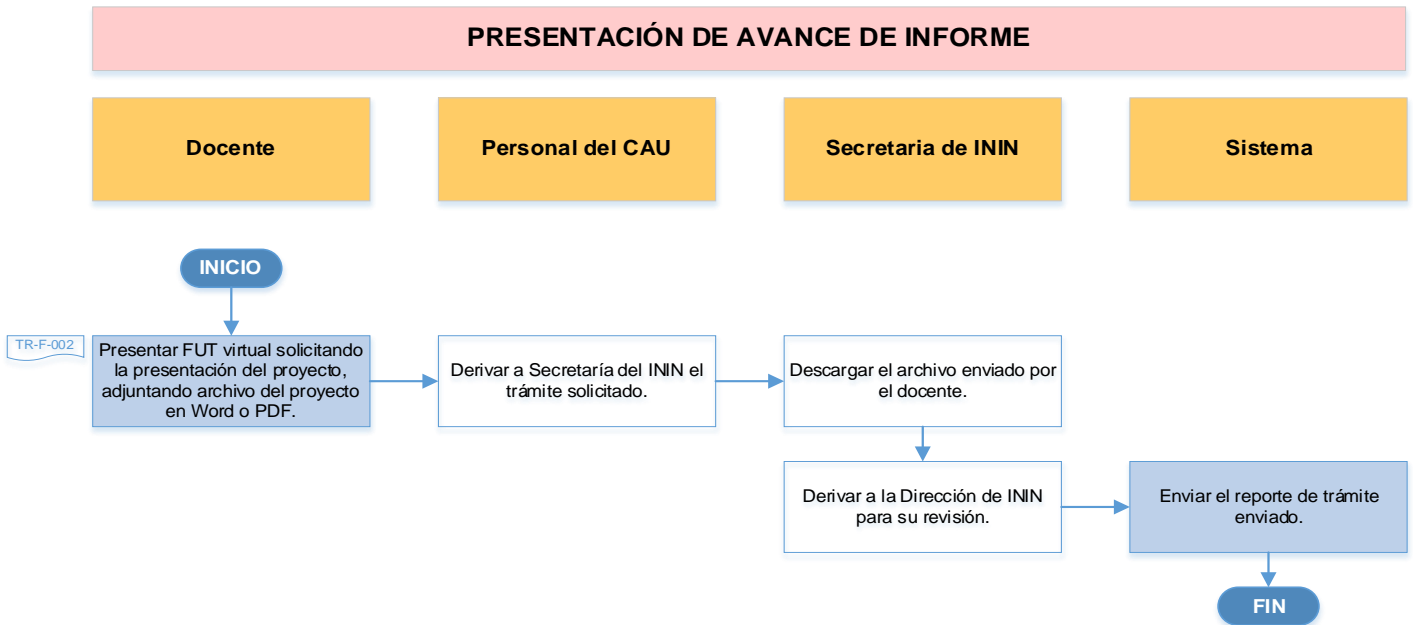 PRESENTACIÓN DE AVANCE DE INFORME
Docente
Personal del CAU
Secretaria de ININ
Sistema
INICIO
TR-F-002
Presentar FUT virtual solicitando
la presentación del proyecto,
adjuntando archivo del proyecto
en Word o PDF.
Derivar a Secretaría del ININ el
trámite solicitado.
Descargar el archivo enviado por
el docente.
Derivar a la Dirección de ININ
para su revisión.
Enviar el reporte de trámite
enviado.
FIN